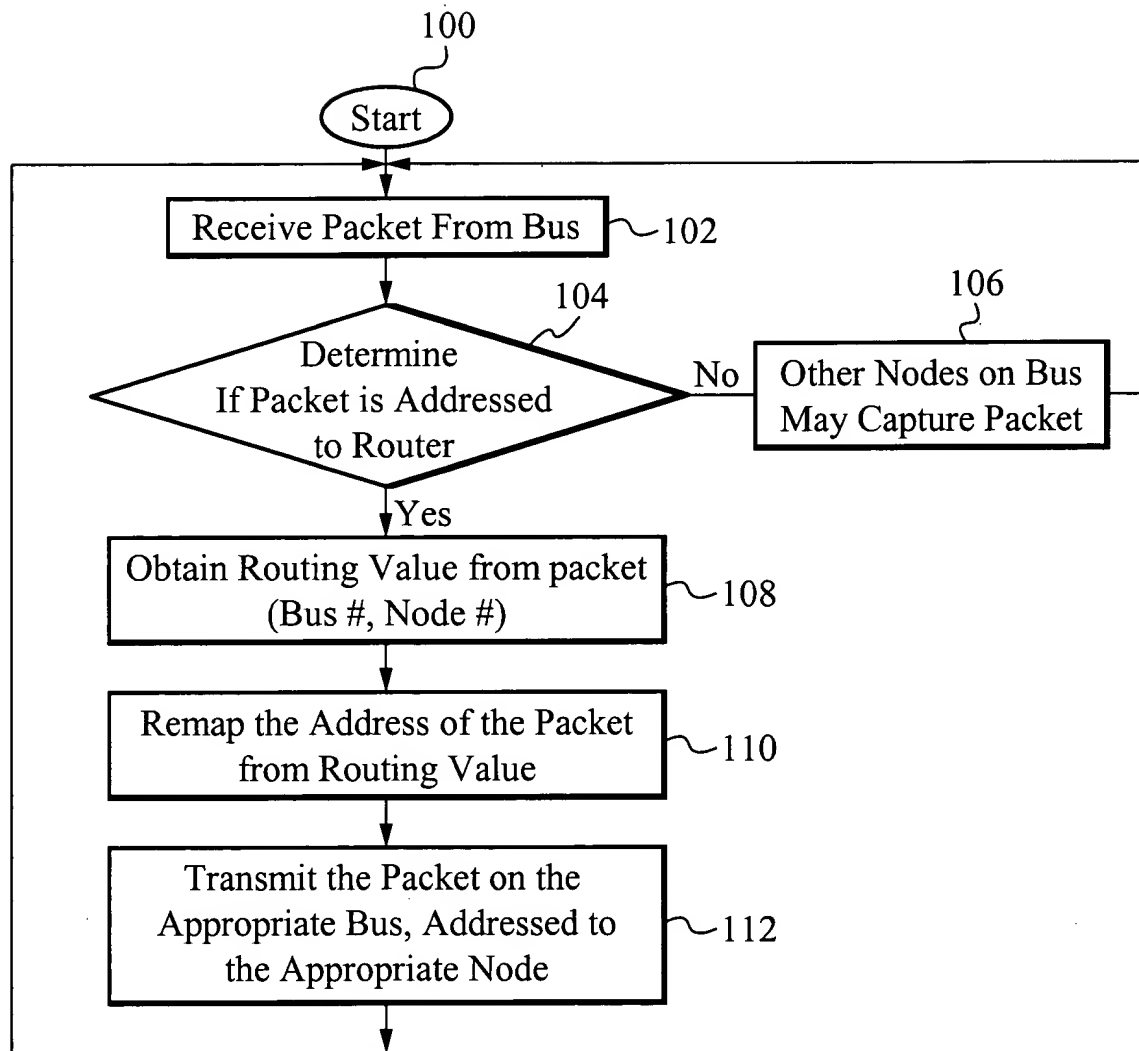 100
Start
Receive Packet From Bus
102
104
Determine
If Packet is Addressed
to Router
No
106
Other Nodes on Bus
May Capture Packet
Yes
Obtain Routing Value from packet
(Bus #, Node #)
108
Remap the Address of the Packet
from Routing Value
110
Transmit the Packet on the
Appropriate Bus, Addressed to
the Appropriate Node
112